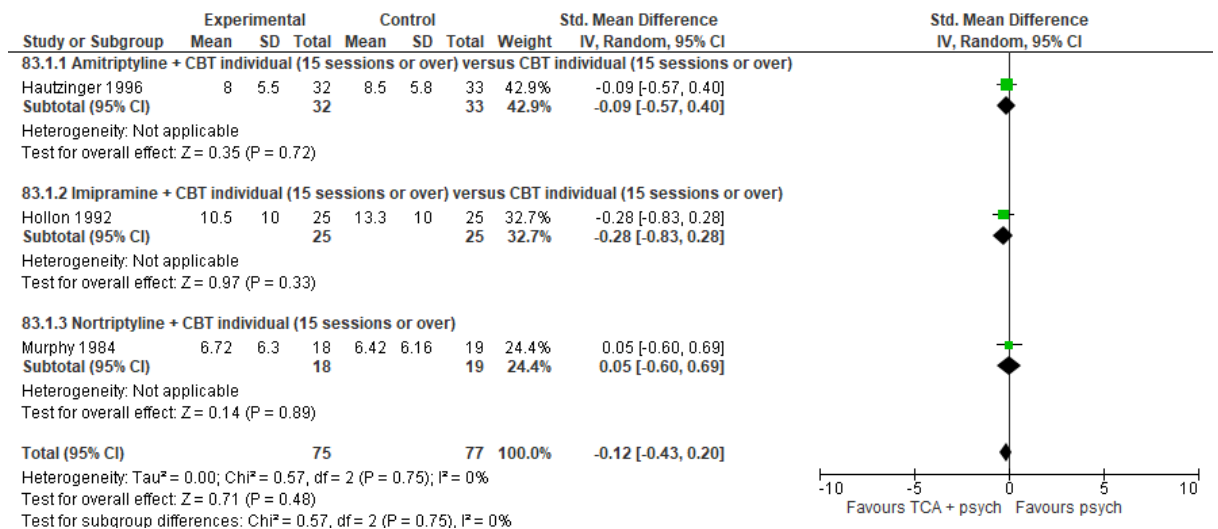 Experimental Control Std. Mean Difference Std. Mean Difference
Study or Subgroup Mean SD Total Mean SD Total Weight IV, Random, 95% CI IV, Random, 95% CI
83.1.1 Amitriptyline + CBT individual (15 sessions or over) versus CBT individual (15 sessions or over)
Hautzinger 1996 8 5.5 32 8.5 5.8 33 42.9% -0.09 [-0.57, 0.40]
Subtotal (95% CI) 32 33 42.9% -0.09 [-0.57, 0.40]
Heterogeneity: Not applicable
Test for overall effect: Z = 0.35 (P = 0.72)
83.1.2 Imipramine + CBT individual (15 sessions or over) versus CBT individual (15 sessions or over)
Hollon 1992 10.5 10 25 13.3 10 25 32.7% -0.28 [-0.83, 0.28]
Subtotal (95% CI) 25 25 32.7% -0.28 [-0.83, 0.28]
Heterogeneity: Not applicable
Test for overall effect: Z = 0.97 (P = 0.33)
83.1.3 Nortriptyline + CBT individual (15 sessions or over)
Murphy 1984 6.72 6.3 18 6.42 6.16 19 24.4% 0.05 [-0.60, 0.69]
Subtotal (95% CI) 18 19 24.4% 0.05 [-0.60, 0.69]
Heterogeneity: Not applicable
Test for overall effect: Z = 0.14 (P = 0.89)
Total (95% CI) 75 77 100.0% -0.12 [-0.43, 0.20]
Heterogeneity: Tau² = 0.00; Chi² = 0.57, df = 2 (P = 0.75); I² = 0%
Test for overall effect: Z = 0.71 (P = 0.48)
Test for subgroup differences: Chi² = 0.57, df = 2 (P = 0.75), I² = 0%
-10 -5 0 5 10
Favours TCA + psych Favours psych